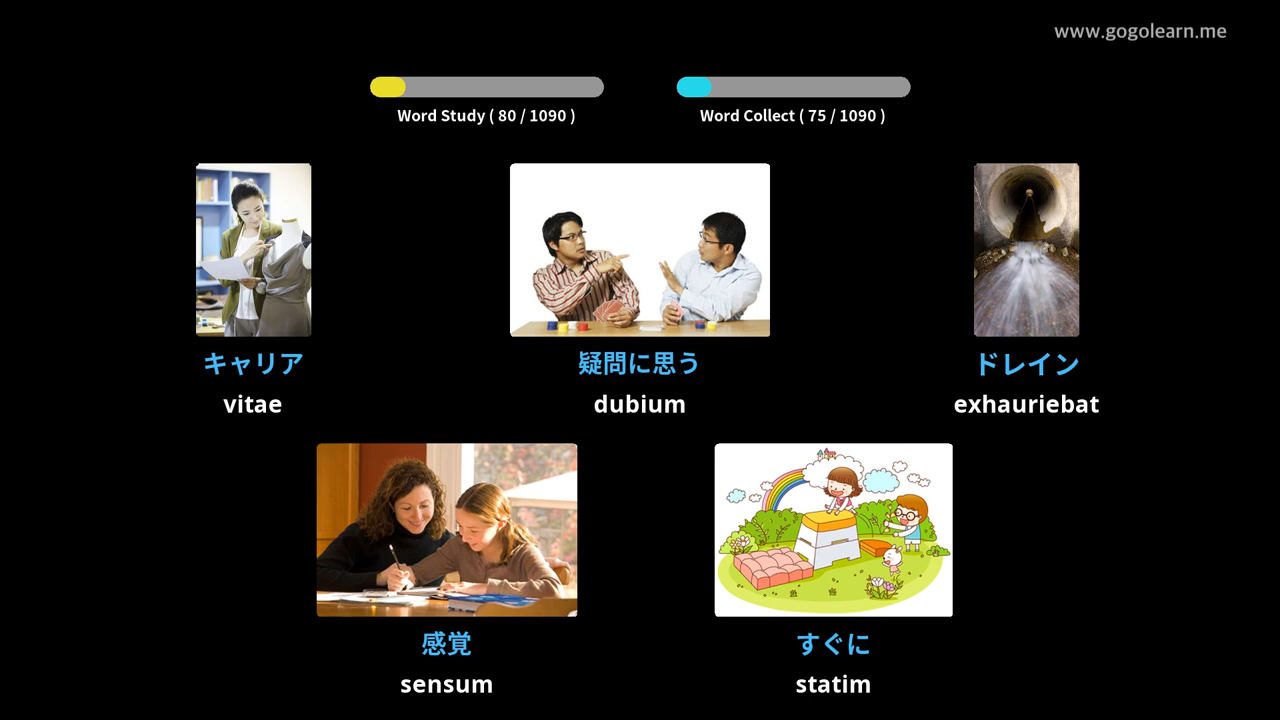 www.gogolearn.me
Word Study ( 80 / 1090 )
Word Collect ( 75 / 1090 )
キャリア
vitae
疑問に思う
dubium
ドレイン
exhauriebat
感覚
sensum
すぐに
statim